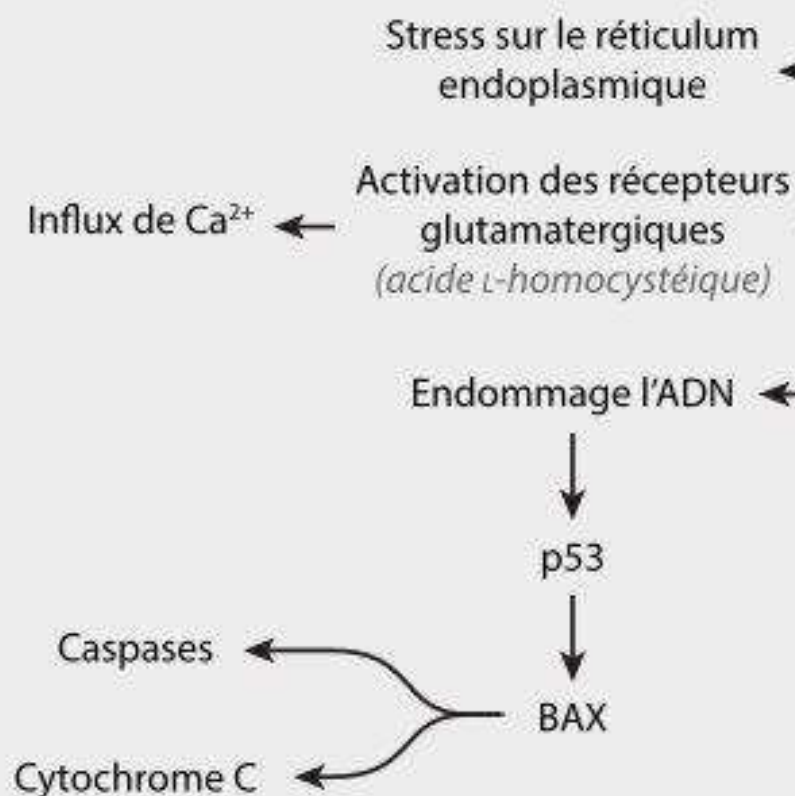 Stress sur le réticulum
endoplasmique
Activation des récepteurs
glutamatergiques
(acide L-homocystéique)
Influx de Ca²⁺
Endommage l'ADN
p53
BAX
Caspases
Cytochrome C